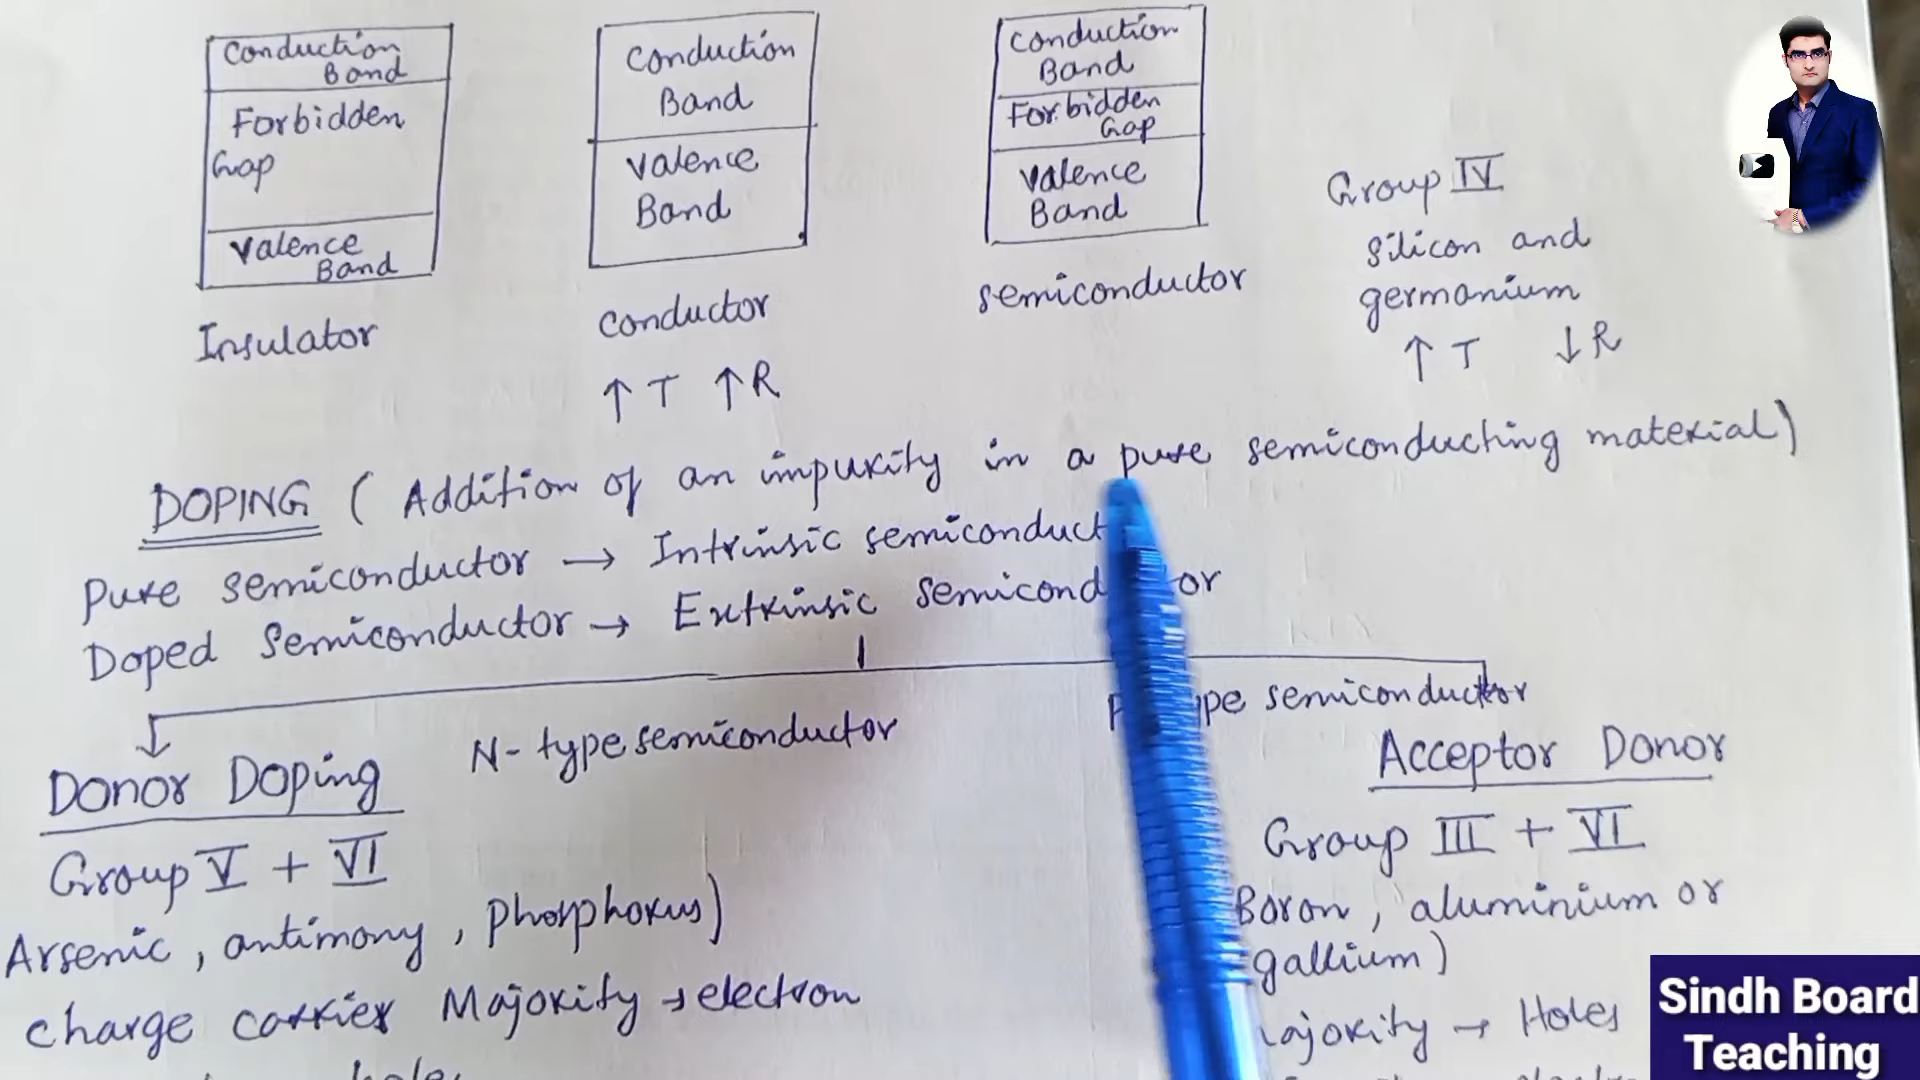 Conduction
Band
Forbidden
Gap
Valence
Band
Insulator
Conduction
Band
Valence
Band
Conductor
↑ T ↑ R
Conduction
Band
Forbidden
Gap
Valence
Band
Semiconductor
Group IV
Silicon and
germanium
↑ T ↓ R
DOPING ( Addition of an impurity in a pure semiconducting material)
Pure semiconductor → Intrinsic semiconduct
Doped Semiconductor → Extrinsic semicond or
N-type semiconductor
Donor Doping
Group V + VI
Arsenic, antimony, phosphorus)
charge carrier Majority → electron
holes
P ype semiconductor
Acceptor Donor
Group III + VI
Boron, aluminium or
gallium)
ajority → Holes
Sindh Board
Teaching